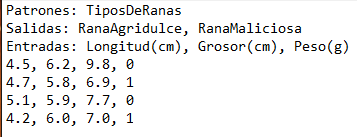 Patrones: TiposDeRanas
Salidas: RanaAgridulce, RanaMaliciosa
Entradas: Longitud(cm), Grosor(cm), Peso(g)
4.5, 6.2, 9.8, 0
4.7, 5.8, 6.9, 1
5.1, 5.9, 7.7, 0
4.2, 6.0, 7.0, 1